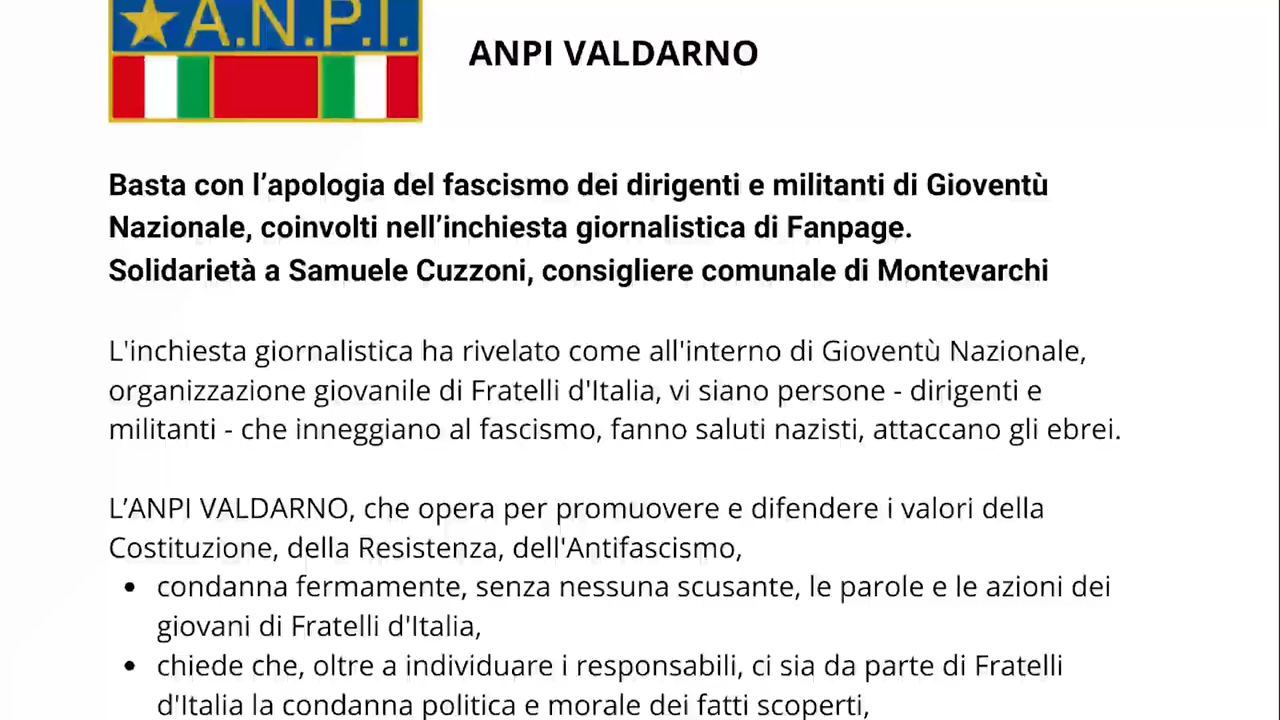 A.N.P.I.
ANPI VALDARNO
Basta con l’apologia del fascismo dei dirigenti e militanti di Gioventù
Nazionale, coinvolti nell’inchiesta giornalistica di Fanpage.
Solidarietà a Samuele Cuzzoni, consigliere comunale di Montevarchi
L'inchiesta giornalistica ha rivelato come all'interno di Gioventù Nazionale,
organizzazione giovanile di Fratelli d'Italia, vi siano persone - dirigenti e
militanti - che inneggiano al fascismo, fanno saluti nazisti, attaccano gli ebrei.
L’ANPI VALDARNO, che opera per promuovere e difendere i valori della
Costituzione, della Resistenza, dell'Antifascismo,
• condanna fermamente, senza nessuna scusante, le parole e le azioni dei
giovani di Fratelli d'Italia,
• chiede che, oltre a individuare i responsabili, ci sia da parte di Fratelli
d'Italia la condanna politica e morale dei fatti scoperti,